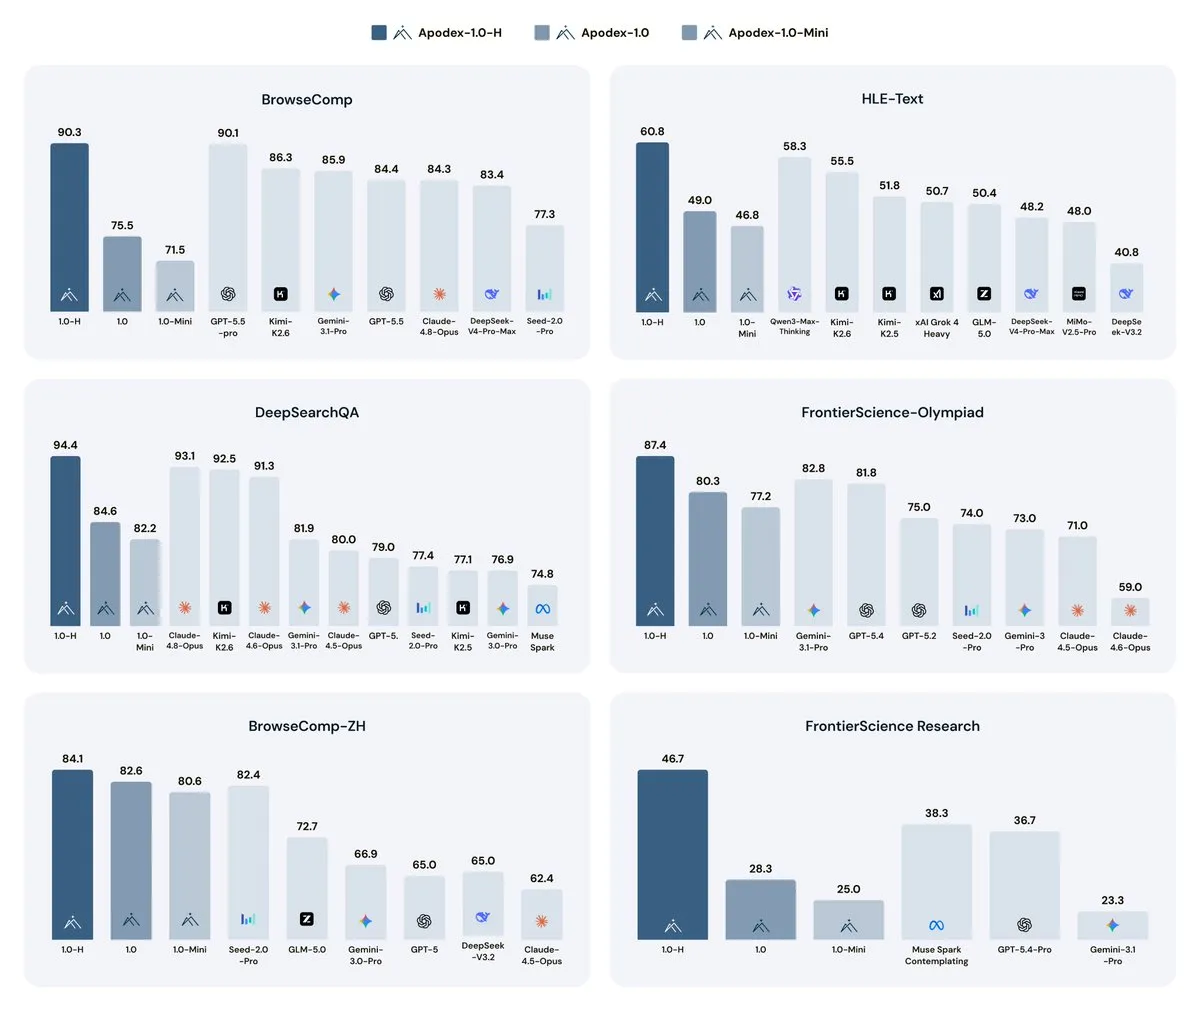 Apodex-1.0-H Apodex-1.0 Apodex-1.0-Mini
BrowseComp
90.3 75.5 71.5 90.1 86.3 85.9 84.4 84.3 83.4 77.3
1.0-H 1.0 1.0-Mini GPT-5.5 Kimi- Gemini- GPT-5.5 Claude- DeepSeek- Seed-2.0
-pro K2.6 3.1-Pro 4.8-Opus V4-Pro-Max -Pro
HLE-Text
60.8 49.0 46.8 58.3 55.5 51.8 50.7 50.4 48.2 48.0 40.8
1.0-H 1.0 1.0- Qwen3-Max- Kimi- Kimi- xAI Grok 4 GLM- DeepSeek- MiMo- DeepSe
Mini Thinking K2.6 K2.5 Heavy 5.0 V4-Pro-Max V2.5-Pro ek-V3.2
DeepSearchQA
94.4 84.6 82.2 93.1 92.5 91.3 81.9 80.0 79.0 77.4 77.1 76.9 74.8
1.0-H 1.0 1.0- Claude- Kimi- Claude- Gemini- Claude- GPT-5. Seed- Kimi- Gemini- Muse
Mini 4.8-Opus K2.6 4.6-Opus 3.1-Pro 4.5-Opus 2.0-Pro K2.5 3.0-Pro Spark
FrontierScience-Olympiad
87.4 80.3 77.2 82.8 81.8 75.0 74.0 73.0 71.0 59.0
1.0-H 1.0 1.0-Mini Gemini- GPT-5.4 GPT-5.2 Seed-2.0 Gemini-3 Claude- Claude-
3.1-Pro -Pro -Pro 4.5-Opus 4.6-Opus
BrowseComp-ZH
84.1 82.6 80.6 82.4 72.7 66.9 65.0 65.0 62.4
1.0-H 1.0 1.0-Mini Seed-2.0 GLM-5.0 Gemini- GPT-5 DeepSeek Claude-
-Pro 3.0-Pro -V3.2 4.5-Opus
FrontierScience Research
46.7 28.3 25.0 38.3 36.7 23.3
1.0-H 1.0 1.0-Mini Muse Spark GPT-5.4-Pro Gemini-3.1
Contemplating -Pro